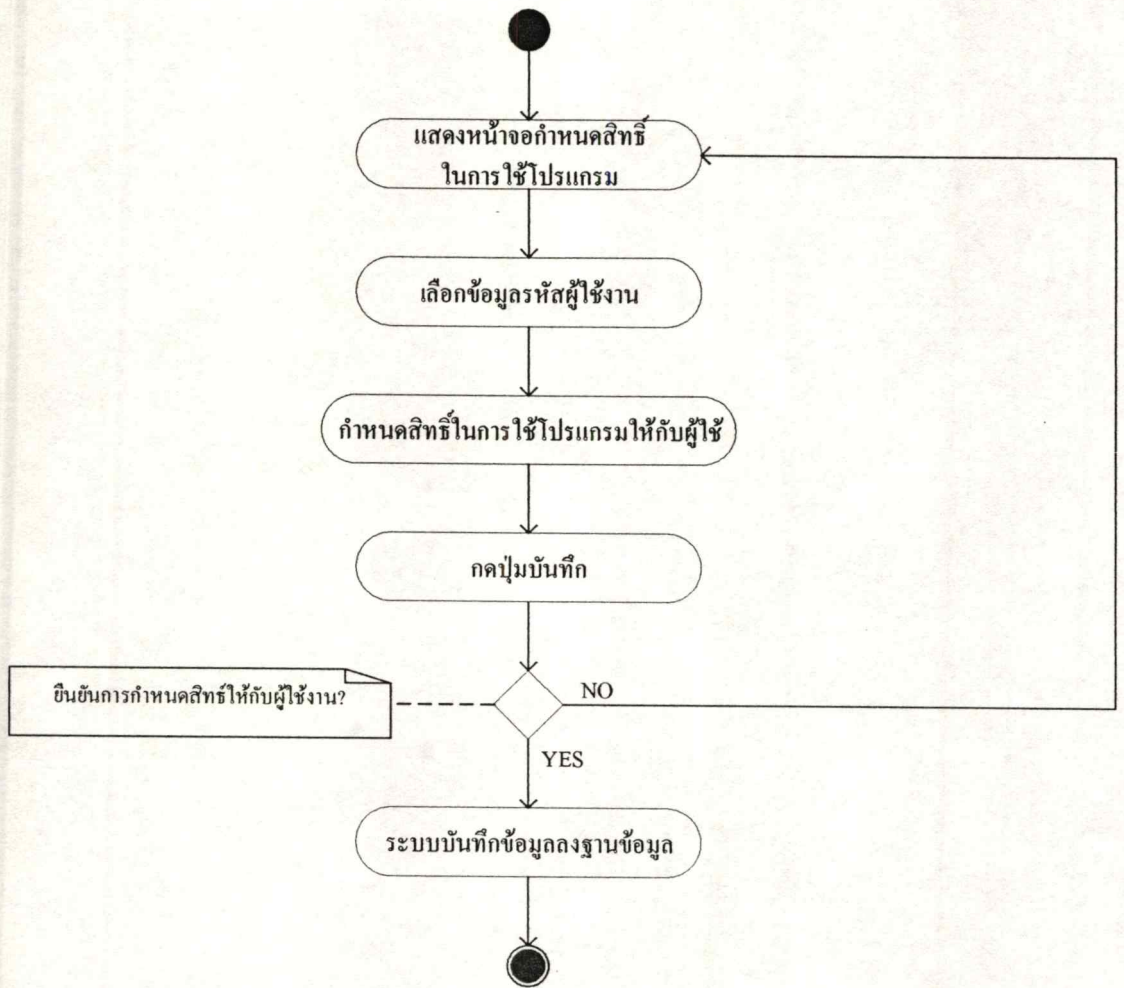 แสดงหน้าจอกำหนดสิทธิ์
ในการใช้โปรแกรม
เลือกข้อมูลรหัสผู้ใช้งาน
กำหนดสิทธิ์ในการใช้โปรแกรมให้กับผู้ใช้
กดปุ่มบันทึก
ยืนยันการกำหนดสิทธ์ให้กับผู้ใช้งาน?
NO
YES
ระบบบันทึกข้อมูลลงฐานข้อมูล